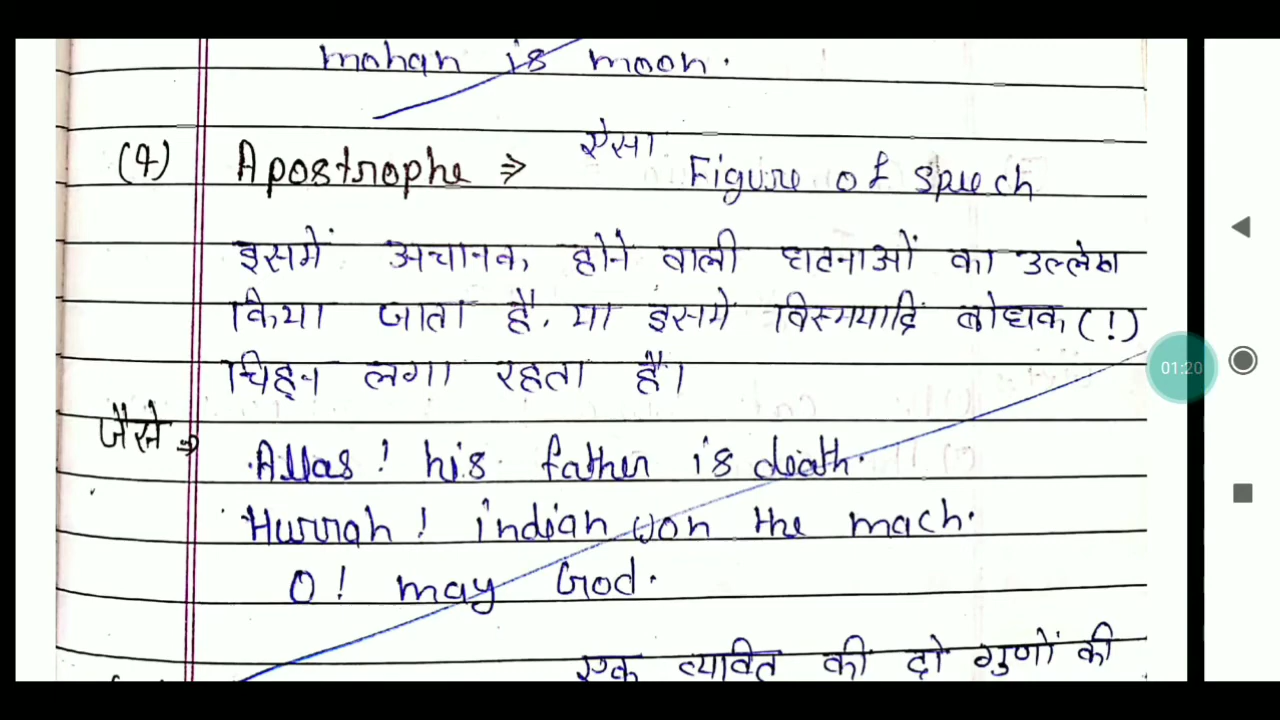 mohan is moon.
(4) Apostrophe ⇒ ऐसा Figure of speech
इसमें अचानक, होने वाली घटनाओं का उल्लेख
किया जाता है, या इसमें विस्मयादि बोधक (!)
चिह्न लगा रहता है।
जैसे ⇒
Allas! his father is death.
Hurrah! indian won the mach.
O! may God.
एक व्यक्ति की दो गुणों की
01:20